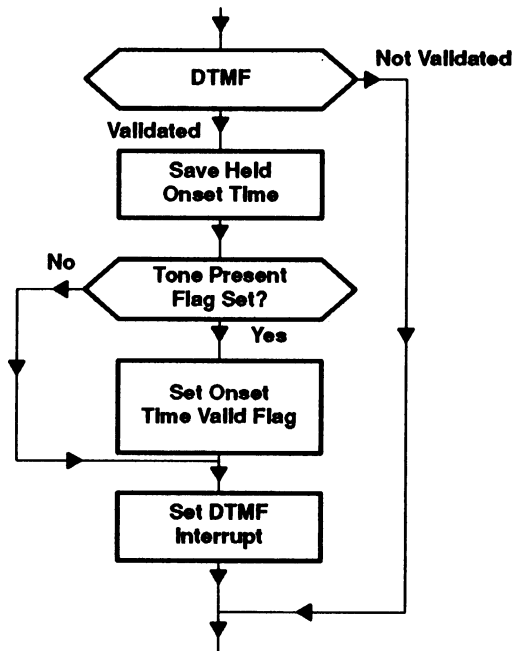 DTMF
Not Validated
Validated
Save Held
Onset Time
No
Tone Present
Flag Set?
Yes
Set Onset
Time Valid Flag
Set DTMF
Interrupt